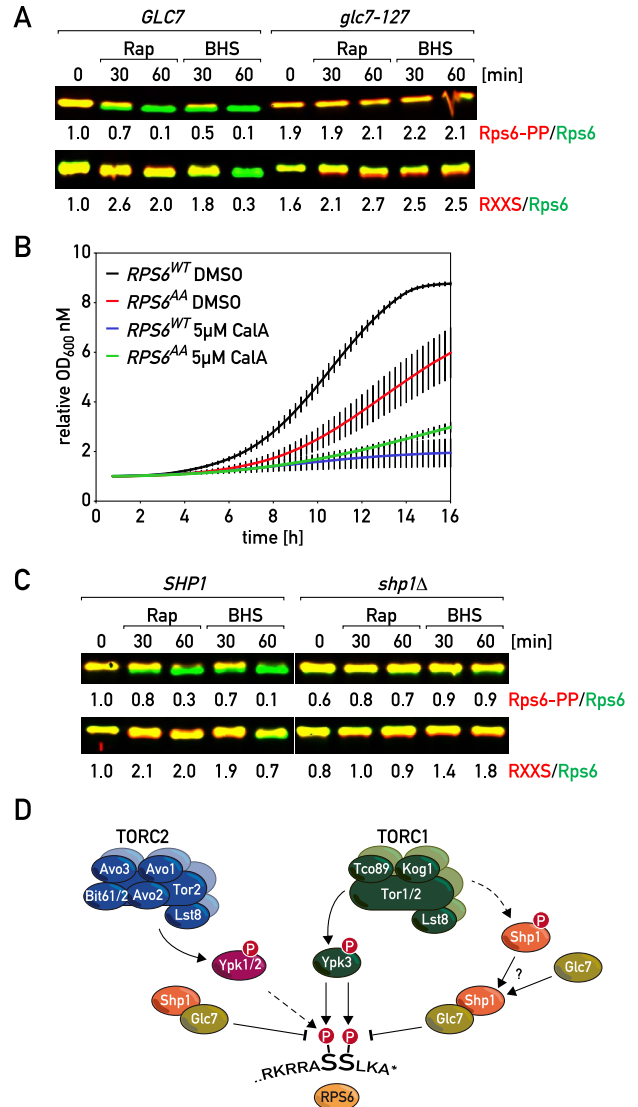 A
GLC7 glc7-127
Rap BHS Rap BHS
0 30 60 30 60 0 30 60 30 60 [min]
1.0 0.7 0.1 0.5 0.1 1.9 1.9 2.1 2.2 2.1 Rps6-PP/Rps6
1.0 2.6 2.0 1.8 0.3 1.6 2.1 2.7 2.5 2.5 RXXS/Rps6
B
relative OD600 nM
10
8
6
4
2
0
RPS6WT DMSO
RPS6AA DMSO
RPS6WT 5µM CalA
RPS6AA 5µM CalA
0 2 4 6 8 10 12 14 16
time [h]
C
SHP1 shp1Δ
Rap BHS Rap BHS
0 30 60 30 60 0 30 60 30 60 [min]
1.0 0.8 0.3 0.7 0.1 0.6 0.8 0.7 0.9 0.9 Rps6-PP/Rps6
1.0 2.1 2.0 1.9 0.7 0.8 1.0 0.9 1.4 1.8 RXXS/Rps6
D
TORC2 TORC1
Avo3 Avo1
Bit61/2 Avo2 Tor2
Lst8
Tco89 Kog1
Tor1/2
Lst8
P
Ypk1/2
P
Ypk3
P
Shp1
?
Glc7
Shp1
Glc7
Shp1
Glc7
P P
..RKRRASSLKA*
RPS6